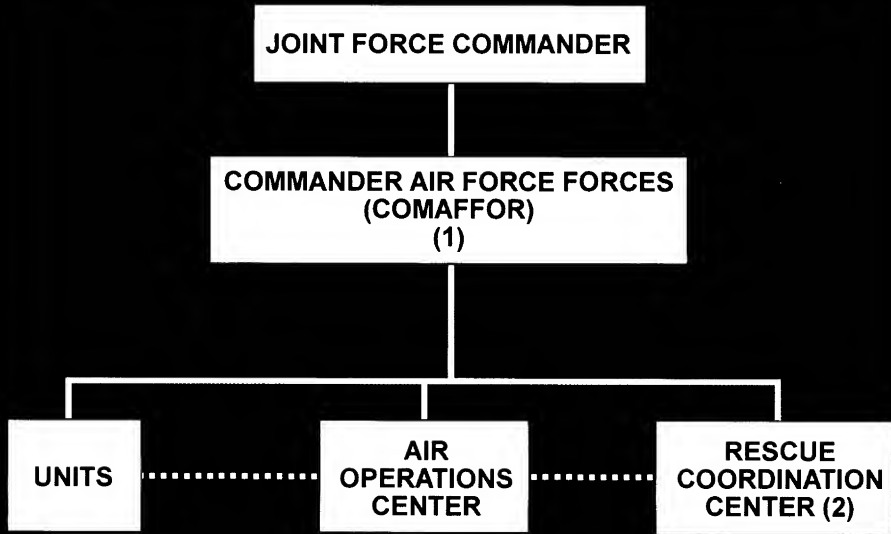 JOINT FORCE COMMANDER
COMMANDER AIR FORCE FORCES
(COMAFFOR)
(1)
UNITS
AIR
OPERATIONS
CENTER
RESCUE
COORDINATION
CENTER (2)